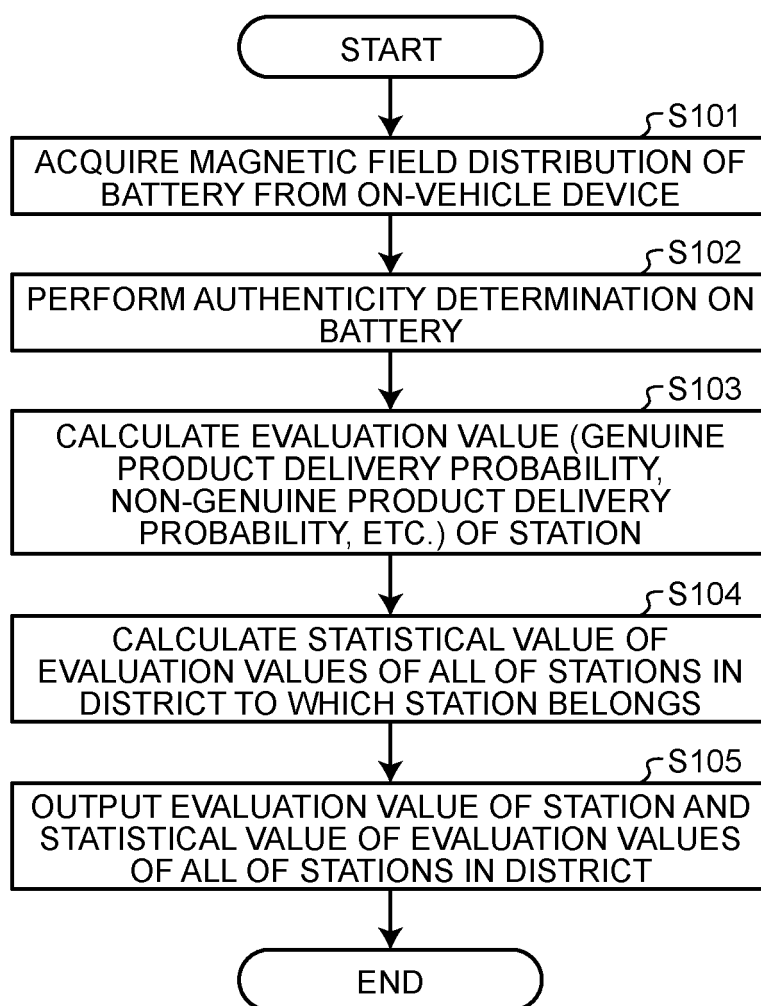 START
S101
ACQUIRE MAGNETIC FIELD DISTRIBUTION OF
BATTERY FROM ON-VEHICLE DEVICE
S102
PERFORM AUTHENTICITY DETERMINATION ON
BATTERY
S103
CALCULATE EVALUATION VALUE (GENUINE
PRODUCT DELIVERY PROBABILITY,
NON-GENUINE PRODUCT DELIVERY
PROBABILITY, ETC.) OF STATION
S104
CALCULATE STATISTICAL VALUE OF
EVALUATION VALUES OF ALL OF STATIONS IN
DISTRICT TO WHICH STATION BELONGS
S105
OUTPUT EVALUATION VALUE OF STATION AND
STATISTICAL VALUE OF EVALUATION VALUES
OF ALL OF STATIONS IN DISTRICT
END